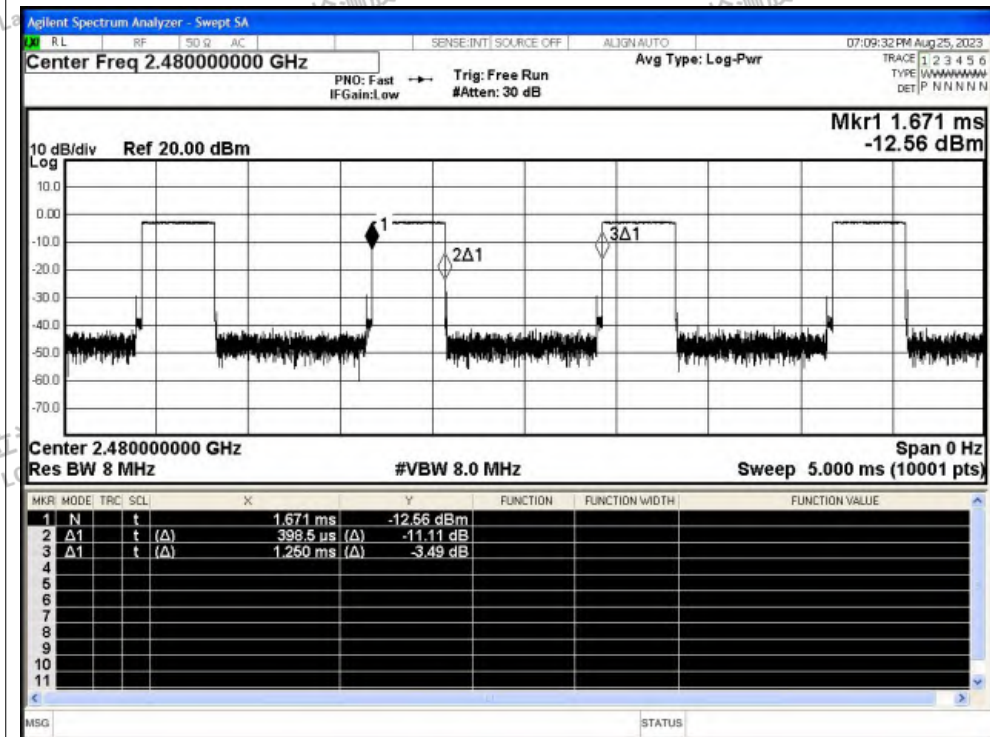 Agilent Spectrum Analyzer - Swept SA
RL RF 50 Ω AC SENSE:INT SOURCE OFF ALIGN AUTO 07:09:32 PM Aug 25, 2023
Center Freq 2.480000000 GHz Avg Type: Log-Pwr TRACE 1 2 3 4 5 6
PNO: Fast Trig: Free Run TYPE WWWWWW
IFGain:Low #Atten: 30 dB DET P N N N N N
Mkr1 1.671 ms
10 dB/div Ref 20.00 dBm -12.56 dBm
Log
10.0
0.00
-10.0
-20.0
-30.0
-40.0
-50.0
-60.0
-70.0
1
2Δ1
3Δ1
Center 2.480000000 GHz Span 0 Hz
Res BW 8 MHz #VBW 8.0 MHz Sweep 5.000 ms (10001 pts)
MKR MODE TRC SCL X Y FUNCTION FUNCTION WIDTH FUNCTION VALUE
1 N t 1.671 ms -12.56 dBm
2 Δ1 t (Δ) 398.5 µs (Δ) -11.11 dB
3 Δ1 t (Δ) 1.250 ms (Δ) -3.49 dB
4
5
6
7
8
9
10
11
MSG STATUS